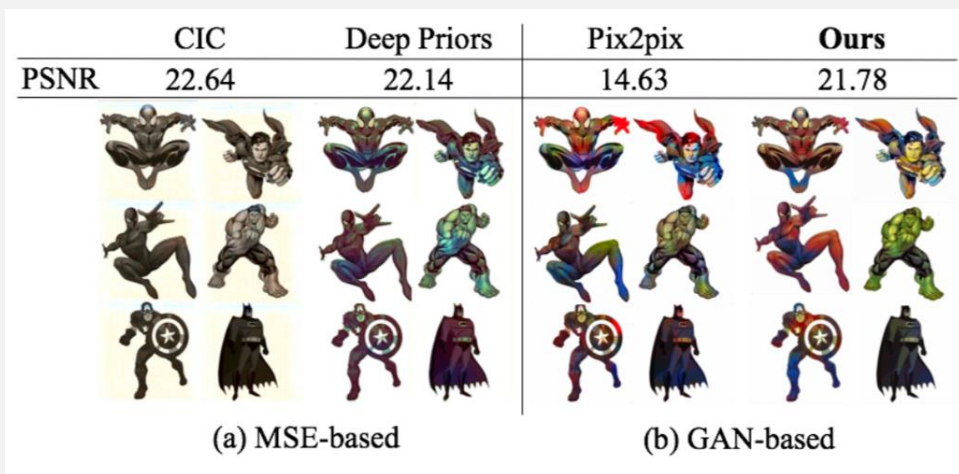 CIC Deep Priors Pix2pix Ours
PSNR 22.64 22.14 14.63 21.78
(a) MSE-based (b) GAN-based